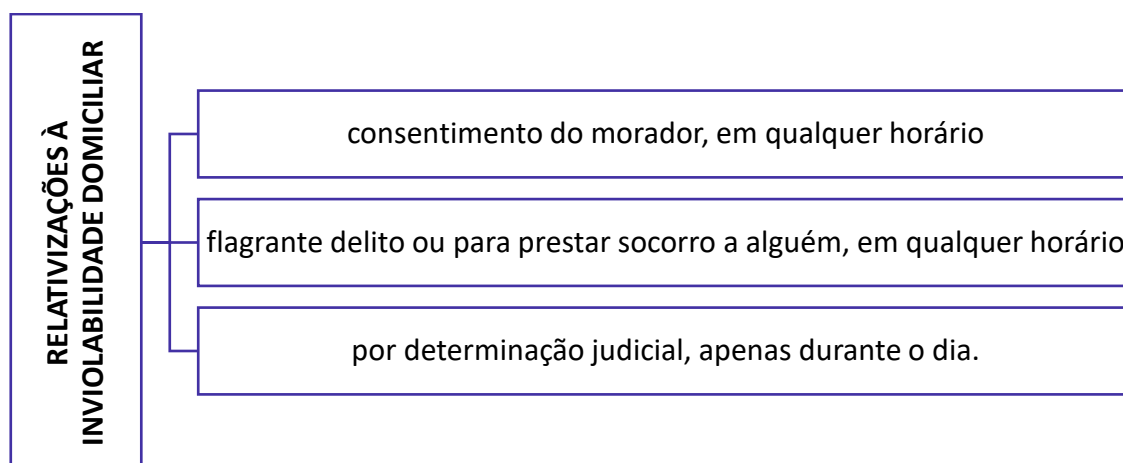 RELATIVIZAÇÕES À
INVIOLABILIDADE DOMICILIAR
consentimento do morador, em qualquer horário
flagrante delito ou para prestar socorro a alguém, em qualquer horário
por determinação judicial, apenas durante o dia.